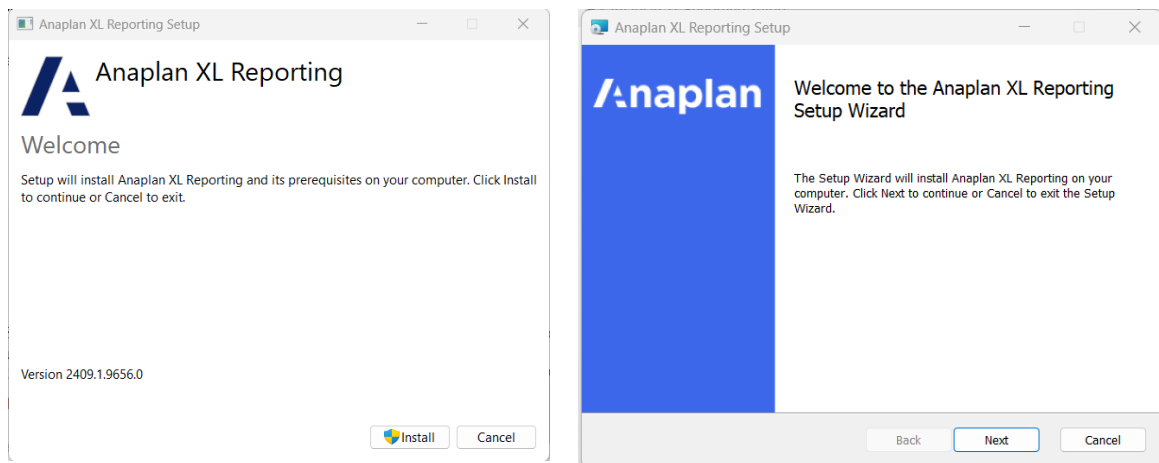 Anaplan XL Reporting Setup
Anaplan XL Reporting
Welcome
Setup will install Anaplan XL Reporting and its prerequisites on your computer. Click Install
to continue or Cancel to exit.
Version 2409.1.9656.0
Install Cancel
Anaplan XL Reporting Setup
Anaplan
Welcome to the Anaplan XL Reporting
Setup Wizard
The Setup Wizard will install Anaplan XL Reporting on your
computer. Click Next to continue or Cancel to exit the Setup
Wizard.
Back Next Cancel